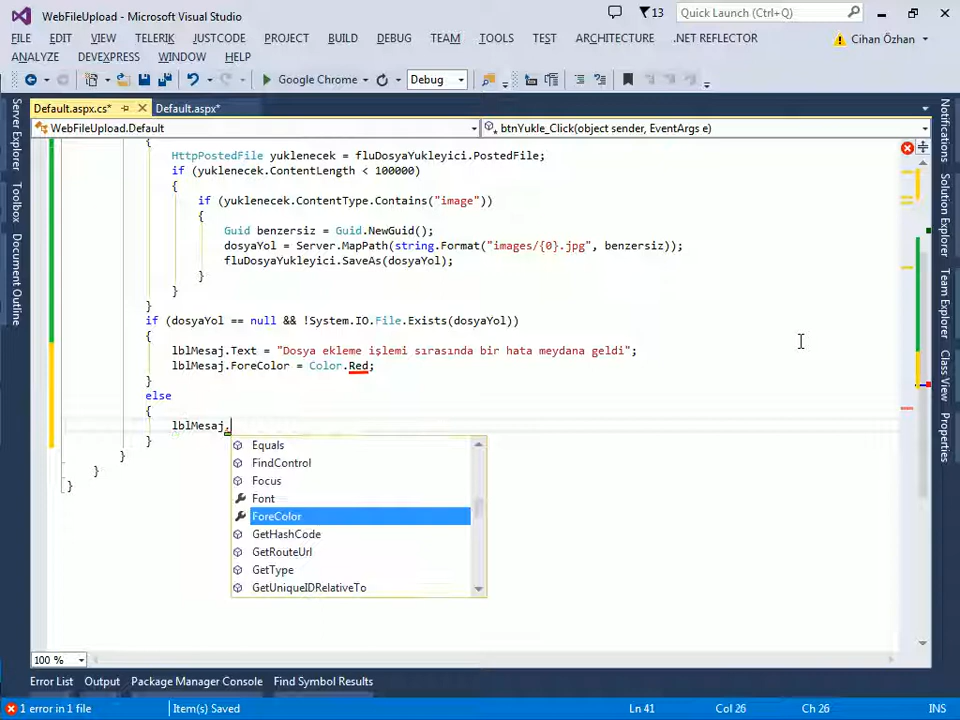 WebFileUpload - Microsoft Visual Studio
13
Quick Launch (Ctrl+Q)
FILE EDIT VIEW TELERIK JUSTCODE PROJECT BUILD DEBUG TEAM TOOLS TEST ARCHITECTURE .NET REFLECTOR
Cihan Özhan
ANALYZE DEVEXPRESS WINDOW HELP
Google Chrome
Debug
Default.aspx.cs*
Default.aspx*
WebFileUpload.Default
btnYukle_Click(object sender, EventArgs e)
{
HttpPostedFile yuklenecek = fluDosyaYukleyici.PostedFile;
if (yuklenecek.ContentLength < 100000)
{
if (yuklenecek.ContentType.Contains("image"))
{
Guid benzersiz = Guid.NewGuid();
dosyaYol = Server.MapPath(string.Format("images/{0}.jpg", benzersiz));
fluDosyaYukleyici.SaveAs(dosyaYol);
}
}
}
if (dosyaYol == null && !System.IO.File.Exists(dosyaYol))
{
lblMesaj.Text = "Dosya ekleme işlemi sırasında bir hata meydana geldi";
lblMesaj.ForeColor = Color.Red;
}
else
{
lblMesaj.
}
}
}
}
Equals
FindControl
Focus
Font
ForeColor
GetHashCode
GetRouteUrl
GetType
GetUniqueIDRelativeTo
Server Explorer
Toolbox
Document Outline
Notifications
Solution Explorer
Team Explorer
Class View
Properties
100 %
Error List Output Package Manager Console Find Symbol Results
1 error in 1 file
Item(s) Saved
Ln 41
Col 26
Ch 26
INS